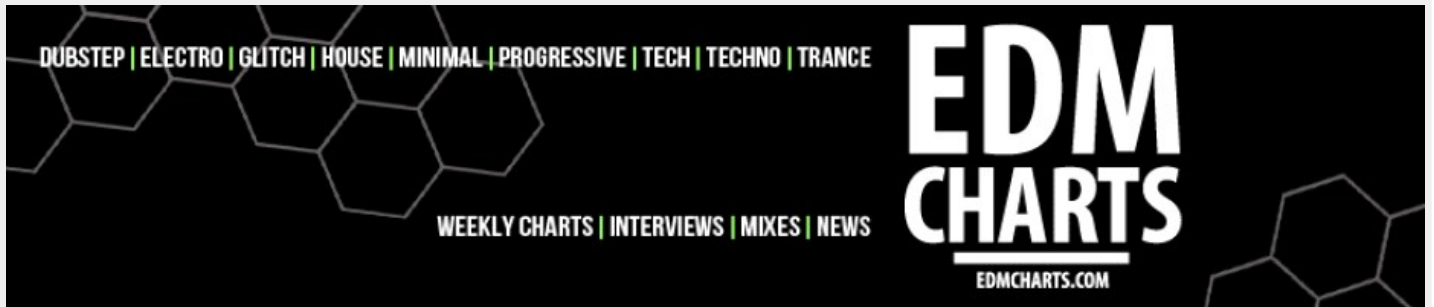 DUBSTEP | ELECTRO | GLITCH | HOUSE | MINIMAL | PROGRESSIVE | TECH | TECHNO | TRANCE
WEEKLY CHARTS | INTERVIEWS | MIXES | NEWS
EDM
CHARTS
EDMCHARTS.COM